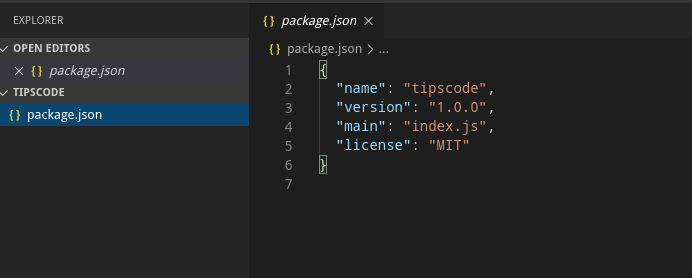 EXPLORER
OPEN EDITORS
{} package.json
TIPSCODE
{} package.json
{} package.json
{} package.json > ...
1 {
2 "name": "tipscode",
3 "version": "1.0.0",
4 "main": "index.js",
5 "license": "MIT"
6 }
7